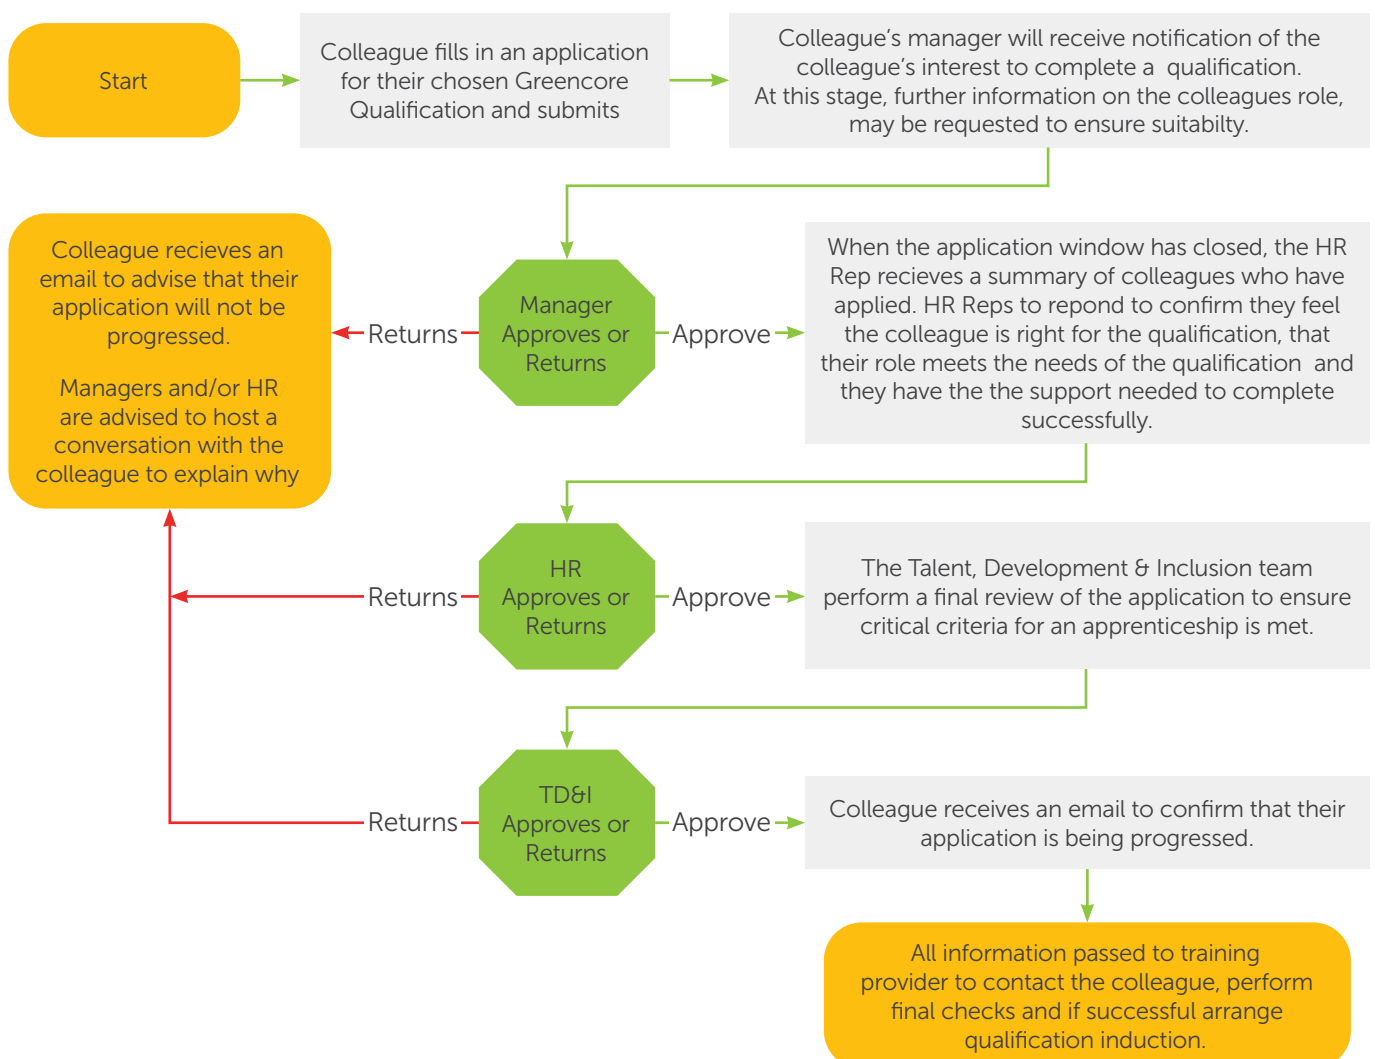 Start
Colleague fills in an application
for their chosen Greencore
Qualification and submits
Colleague’s manager will receive notification of the
colleague’s interest to complete a  qualification.
At this stage, further information on the colleagues role,
may be requested to ensure suitabilty.
Manager
Approves or
Returns
Returns
Approve
Colleague recieves an
email to advise that their
application will not be
progressed.
Managers and/or HR
are advised to host a
conversation with the
colleague to explain why
When the application window has closed, the HR
Rep recieves a summary of colleagues who have
applied. HR Reps to repond to confirm they feel
the colleague is right for the qualification, that
their role meets the needs of the qualification  and
they have the the support needed to complete
successfully.
HR
Approves or
Returns
Returns
Approve
The Talent, Development & Inclusion team
perform a final review of the application to ensure
critical criteria for an apprenticeship is met.
TD&I
Approves or
Returns
Returns
Approve
Colleague receives an email to confirm that their
application is being progressed.
All information passed to training
provider to contact the colleague, perform
final checks and if successful arrange
qualification induction.